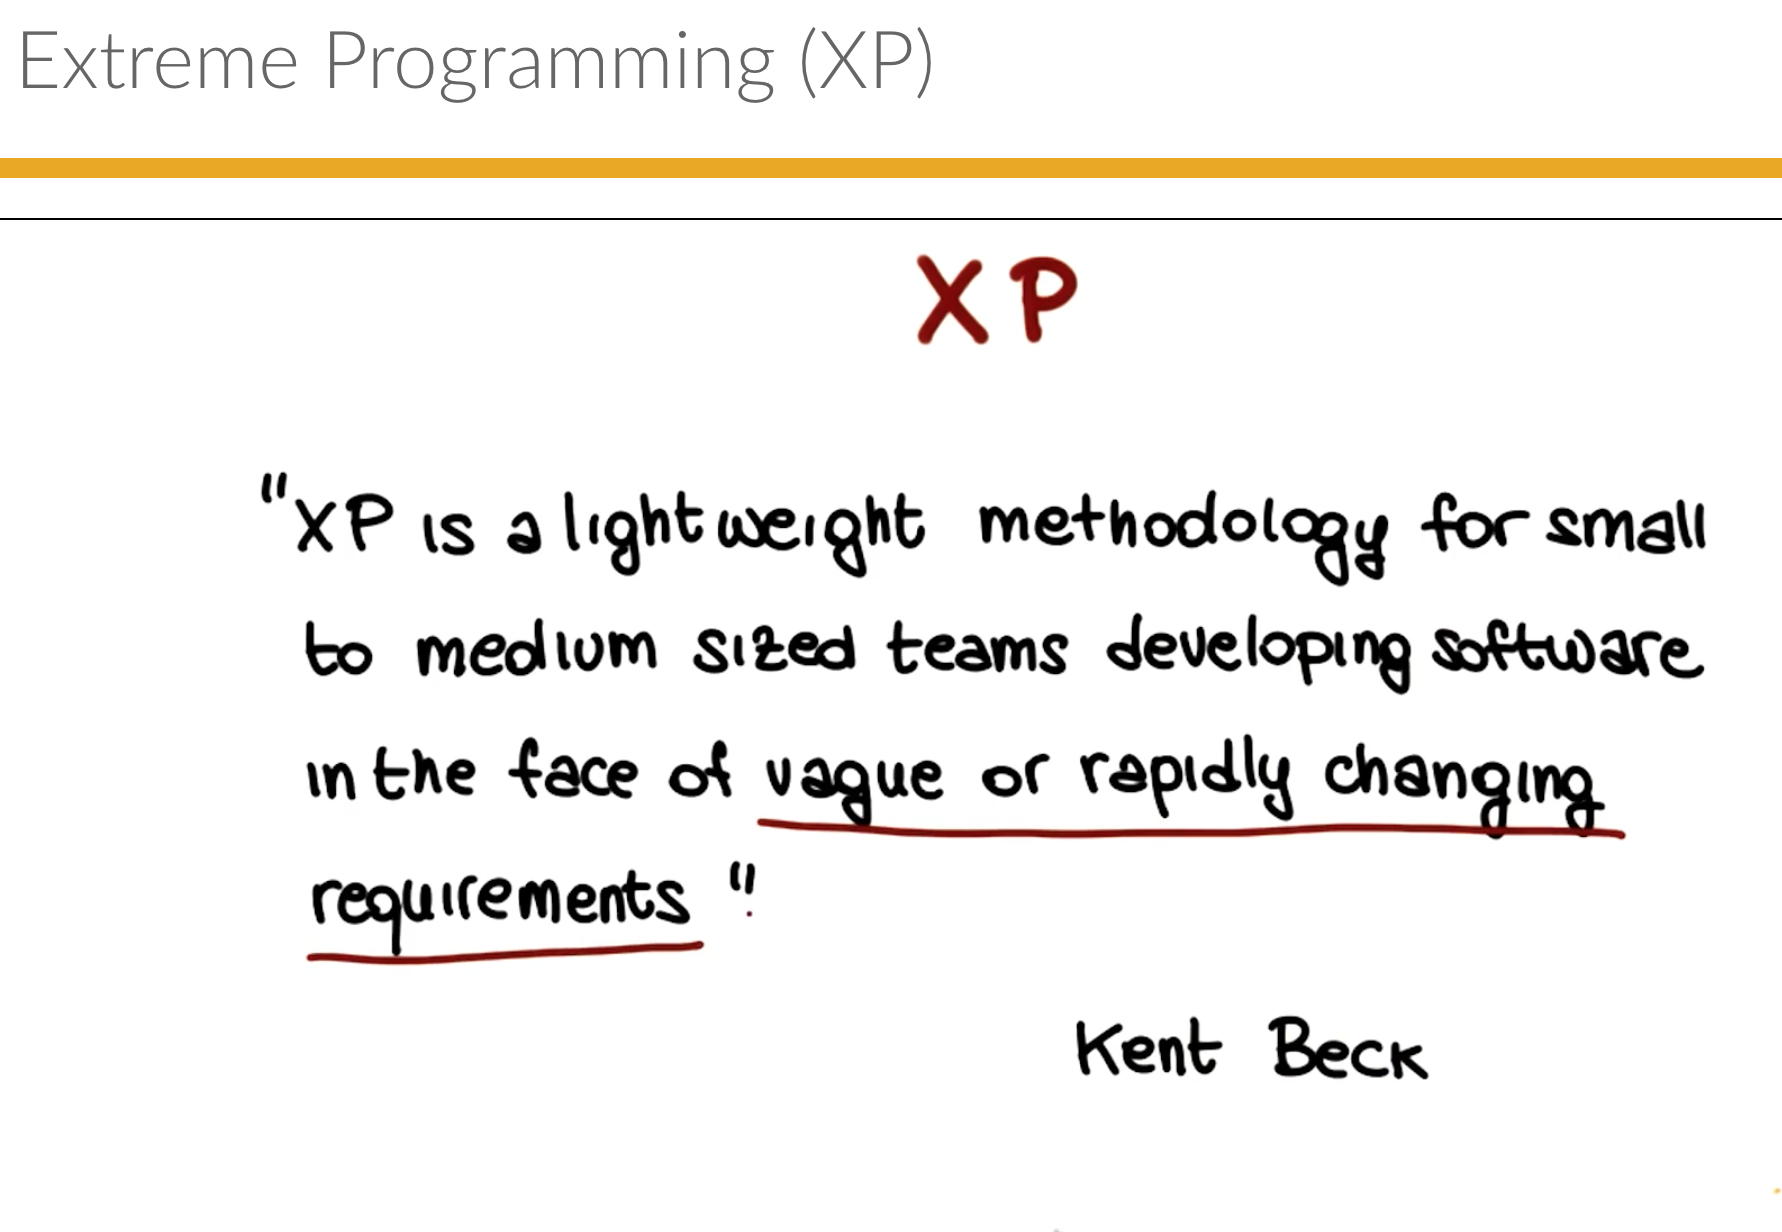 Extreme Programming (XP)
XP
"XP is a lightweight methodology for small
to medium sized teams developing software
in the face of vague or rapidly changing
requirements"
Kent Beck